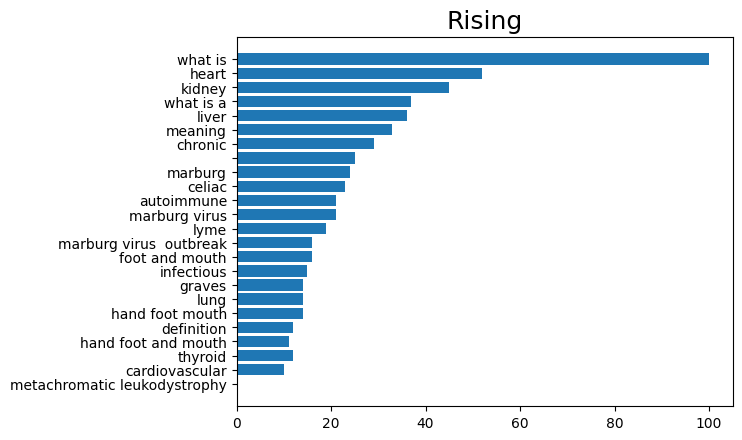 Rising
what is
heart
kidney
what is a
liver
meaning
chronic
marburg
celiac
autoimmune
marburg virus
lyme
marburg virus  outbreak
foot and mouth
infectious
graves
lung
hand foot mouth
definition
hand foot and mouth
thyroid
cardiovascular
metachromatic leukodystrophy
0 20 40 60 80 100